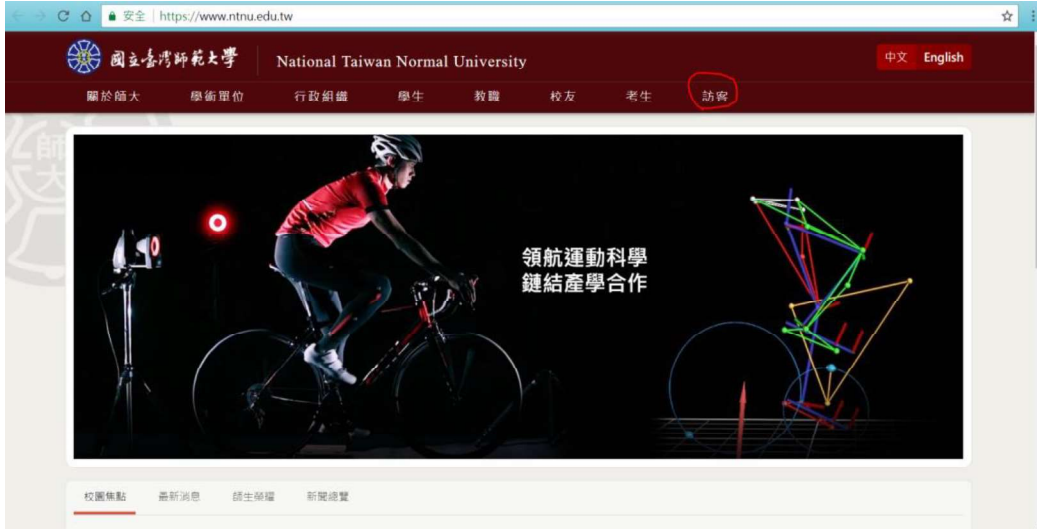 安全 https://www.ntnu.edu.tw
國立臺灣師範大學 National Taiwan Normal University 中文 English
關於師大 學術單位 行政組織 學生 教職 校友 考生 訪客
師大
領航運動科學
鏈結產學合作
校園焦點 最新消息 師生榮耀 新聞總覽